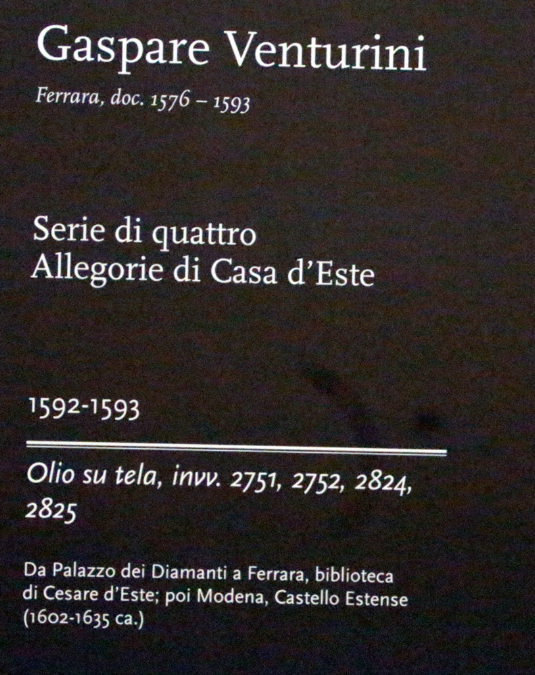 Gaspare Venturini
Ferrara, doc. 1576 – 1593
Serie di quattro
Allegorie di Casa d'Este
1592-1593
Olio su tela, invv. 2751, 2752, 2824,
2825
Da Palazzo dei Diamanti a Ferrara, biblioteca
di Cesare d'Este; poi Modena, Castello Estense
(1602-1635 ca.)